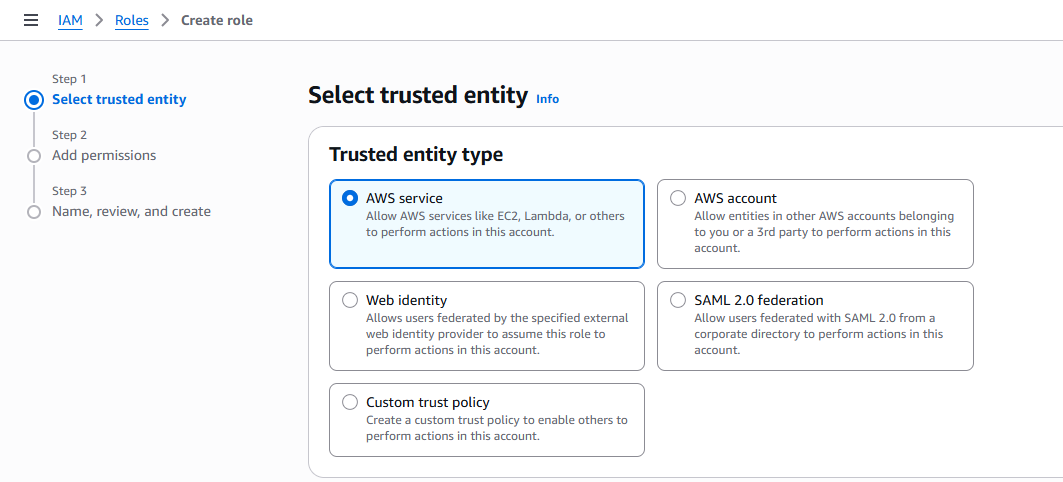 IAM > Roles > Create role
Step 1
Select trusted entity
Step 2
Add permissions
Step 3
Name, review, and create
Select trusted entity Info
Trusted entity type
AWS service
Allow AWS services like EC2, Lambda, or others
to perform actions in this account.
AWS account
Allow entities in other AWS accounts belonging
to you or a 3rd party to perform actions in this
account.
Web identity
Allows users federated by the specified external
web identity provider to assume this role to
perform actions in this account.
SAML 2.0 federation
Allow users federated with SAML 2.0 from a
corporate directory to perform actions in this
account.
Custom trust policy
Create a custom trust policy to enable others to
perform actions in this account.